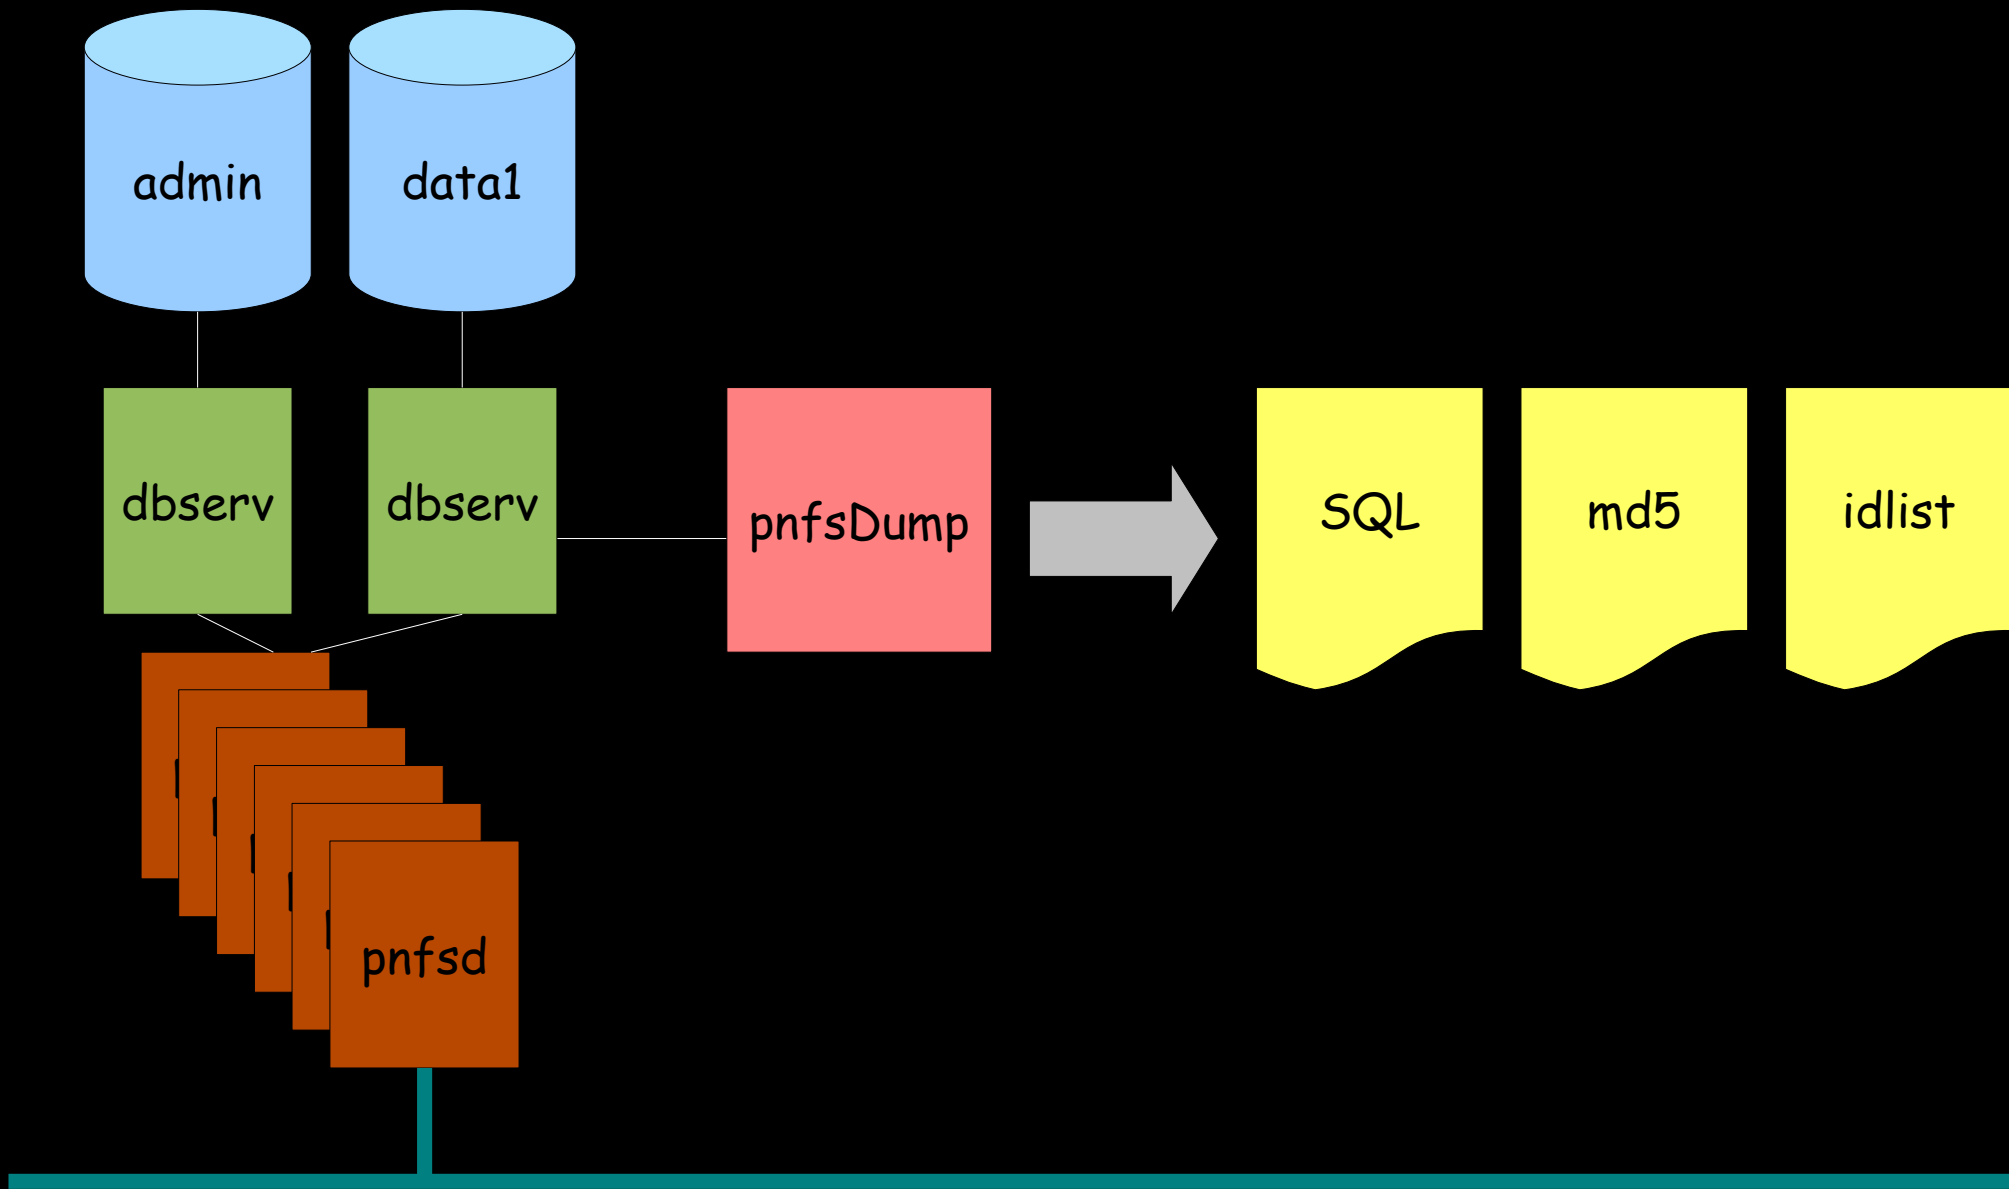 admin
data1
dbserv
dbserv
pnfsDump
SQL
md5
idlist
pnfsd